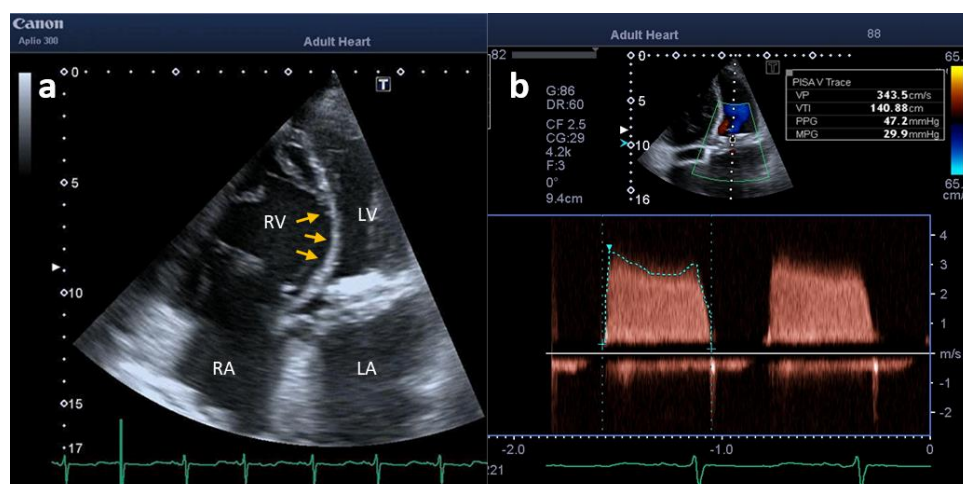 Canon
Aplio 300
Adult Heart
a
T
0
5
10
15
17
RV
LV
RA
LA
Adult Heart
88
82
b
T
0
5
10
16
G:86
DR:60
CF 2.5
CG:29
4.2k
F:3
0°
9.4cm
PISA V Trace
VP 343.5cm/s
VTI 140.88cm
PPG 47.2mmHg
MPG 29.9mmHg
65.
65.
cm/
4
3
2
1
m/s
-1
-2
-2.0
-1.0
0
21